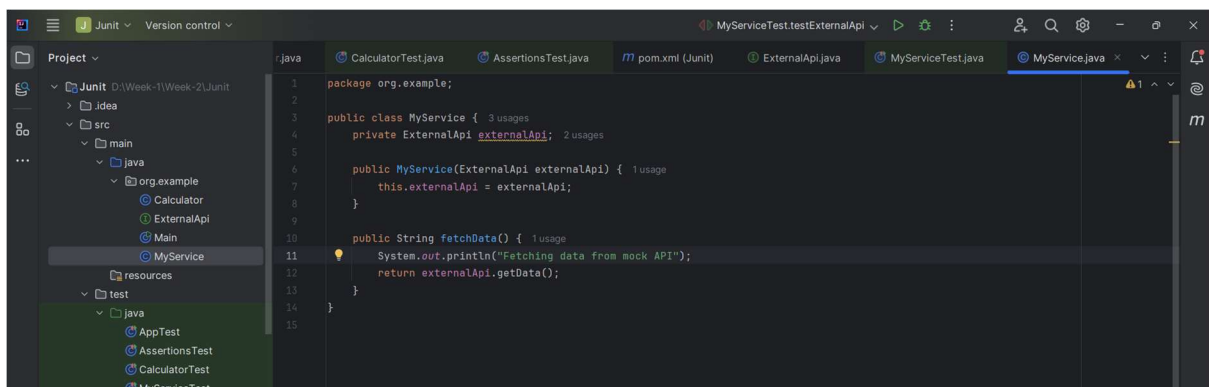 J Junit Version control MyServiceTest.testExternalApi
Project
r.java CalculatorTest.java AssertionsTest.java m pom.xml (Junit) ExternalApi.java MyServiceTest.java MyService.java
Junit D:\Week-1\Week-2\Junit
.idea
src
main
java
org.example
Calculator
ExternalApi
Main
MyService
resources
test
java
AppTest
AssertionsTest
CalculatorTest
MyServiceTest
1 package org.example;
2
3 public class MyService { 3 usages
4 private ExternalApi externalApi; 2 usages
5
6 public MyService(ExternalApi externalApi) { 1 usage
7 this.externalApi = externalApi;
8 }
9
10 public String fetchData() { 1 usage
11 System.out.println("Fetching data from mock API");
12 return externalApi.getData();
13 }
14 }
15
1
m